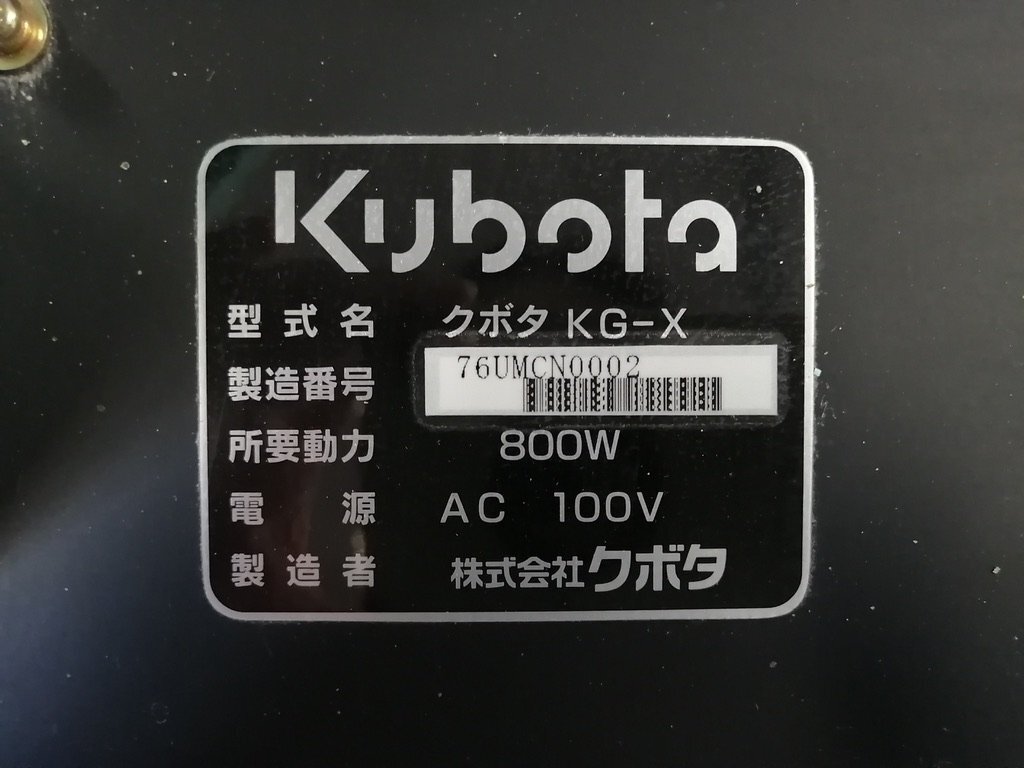 Kubota
型式名 クボタ KG-X
製造番号 76UMCN0002
所要動力 800W
電源 AC 100V
製造者 株式会社クボタ